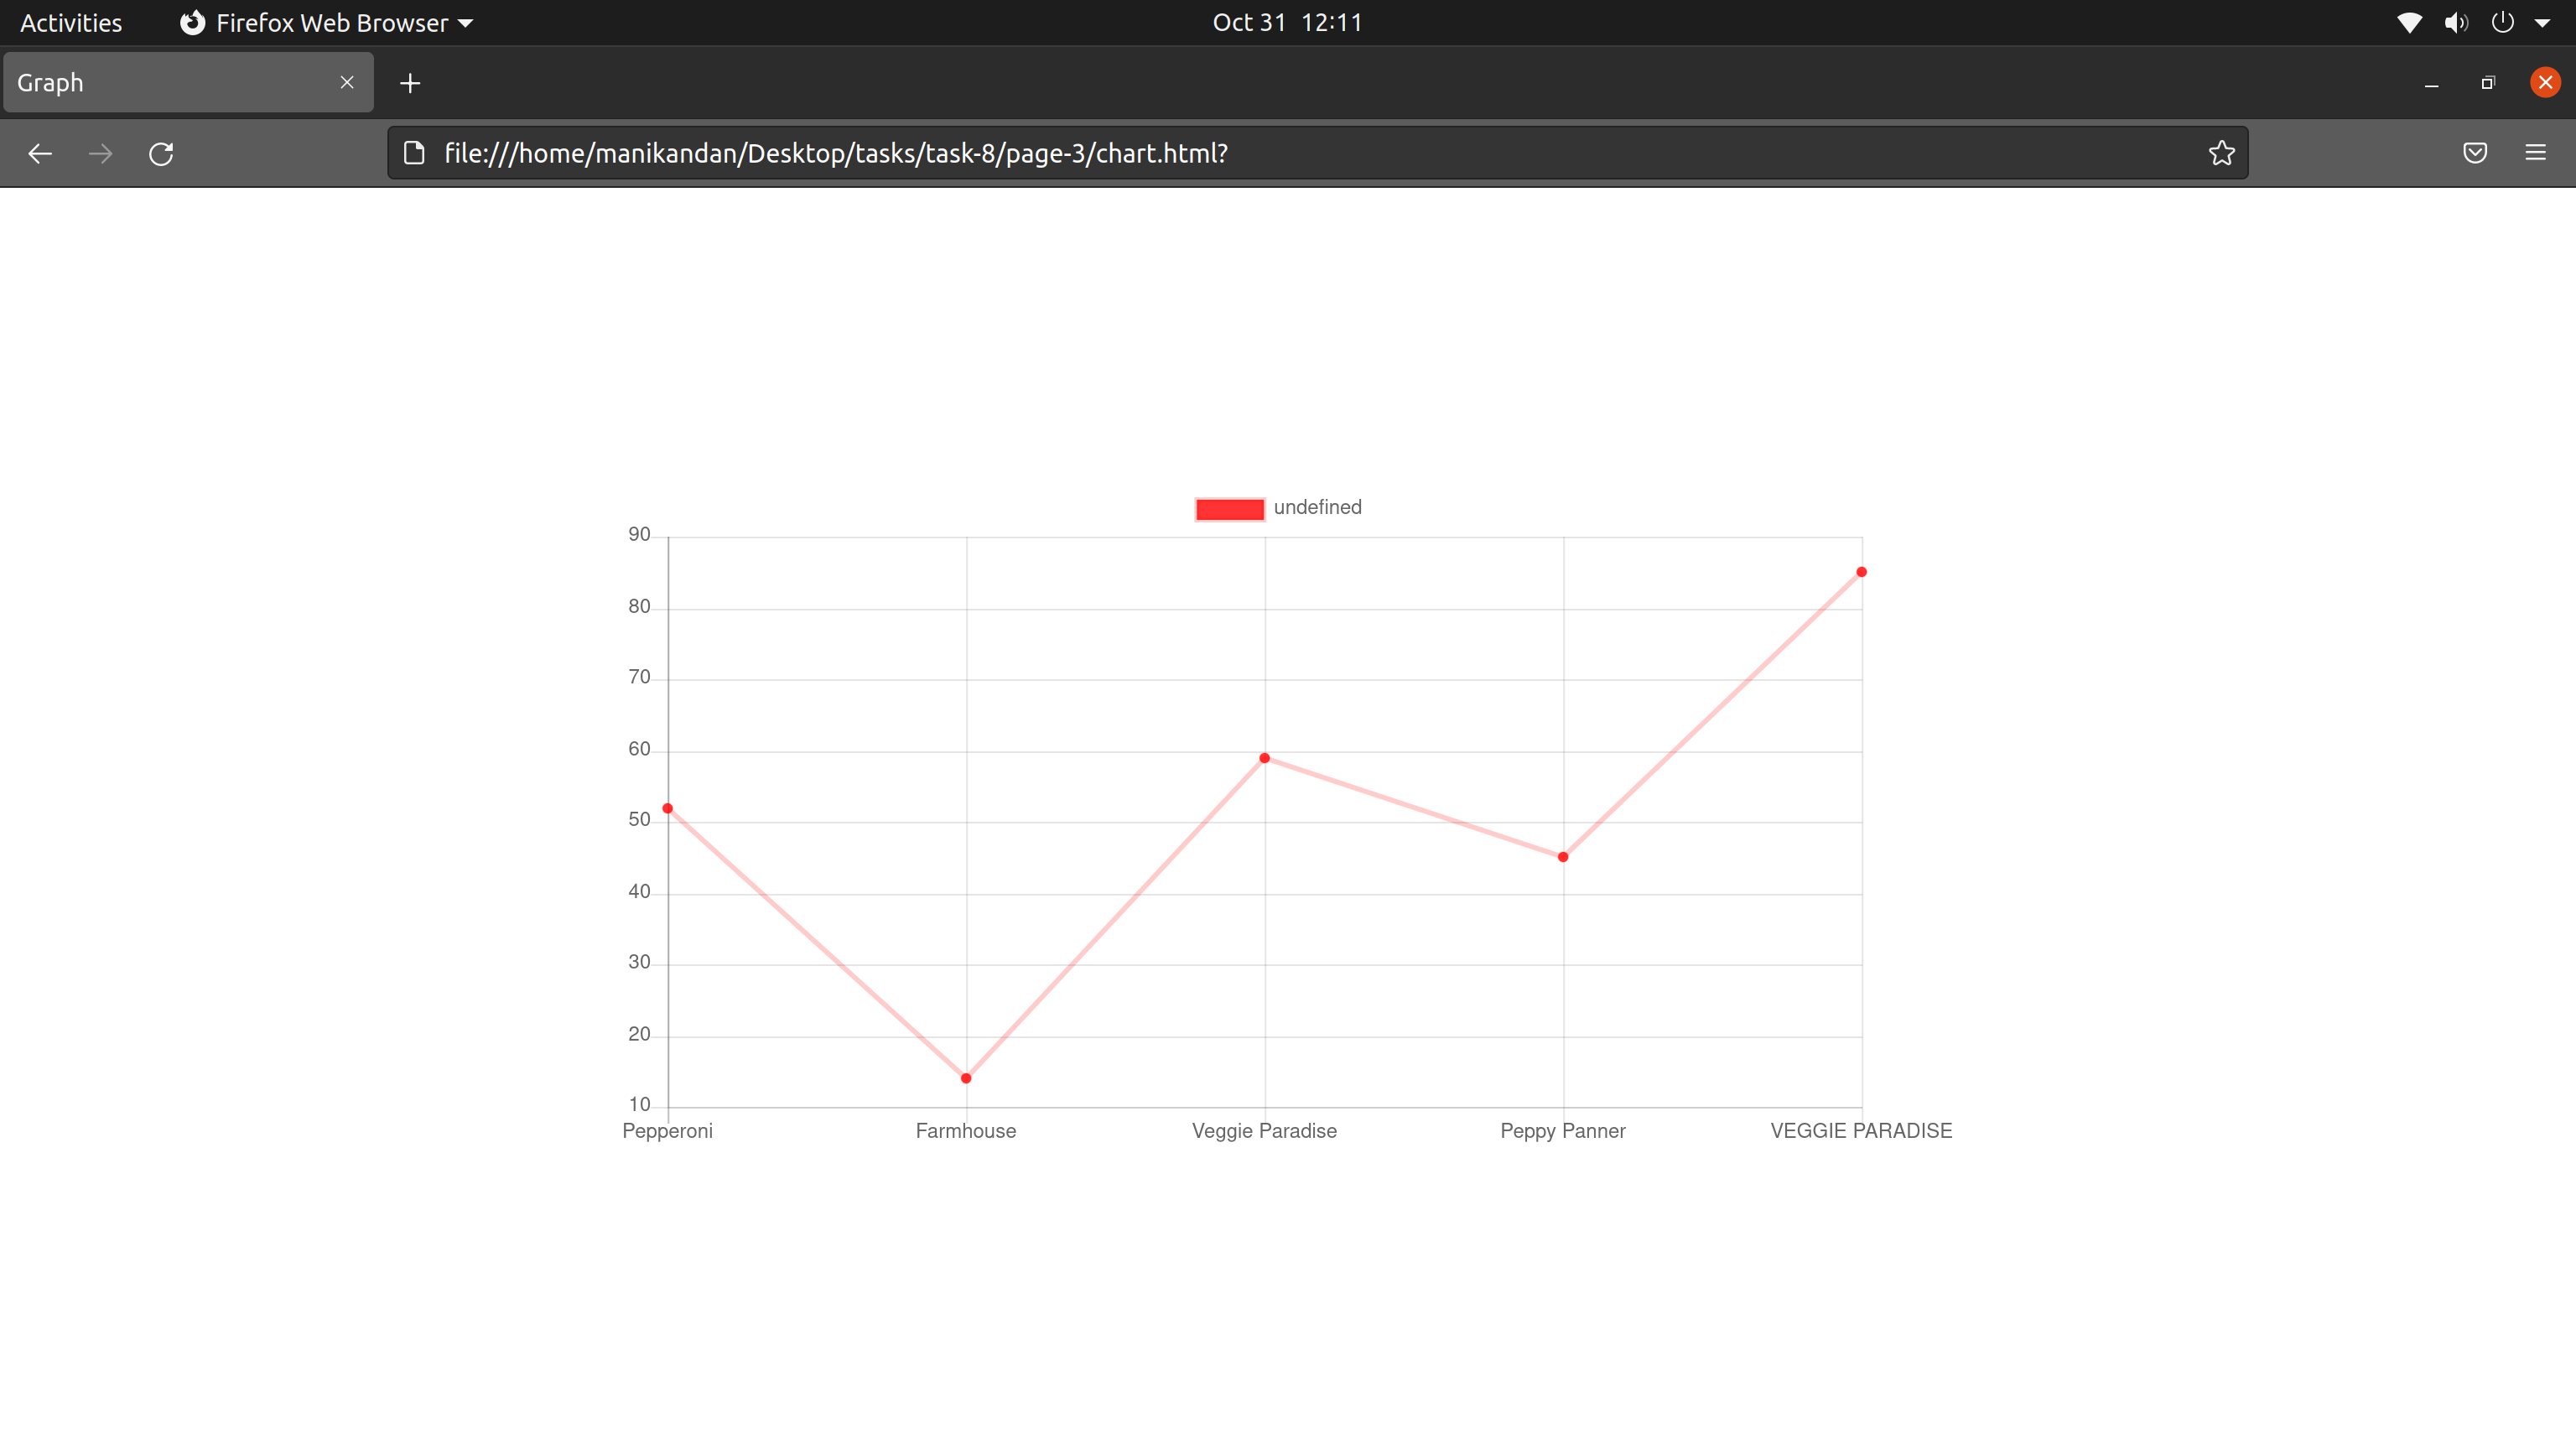 Activities Firefox Web Browser Oct 31 12:11
Graph
file:///home/manikandan/Desktop/tasks/task-8/page-3/chart.html?
undefined
90
80
70
60
50
40
30
20
10
Pepperoni Farmhouse Veggie Paradise Peppy Panner VEGGIE PARADISE